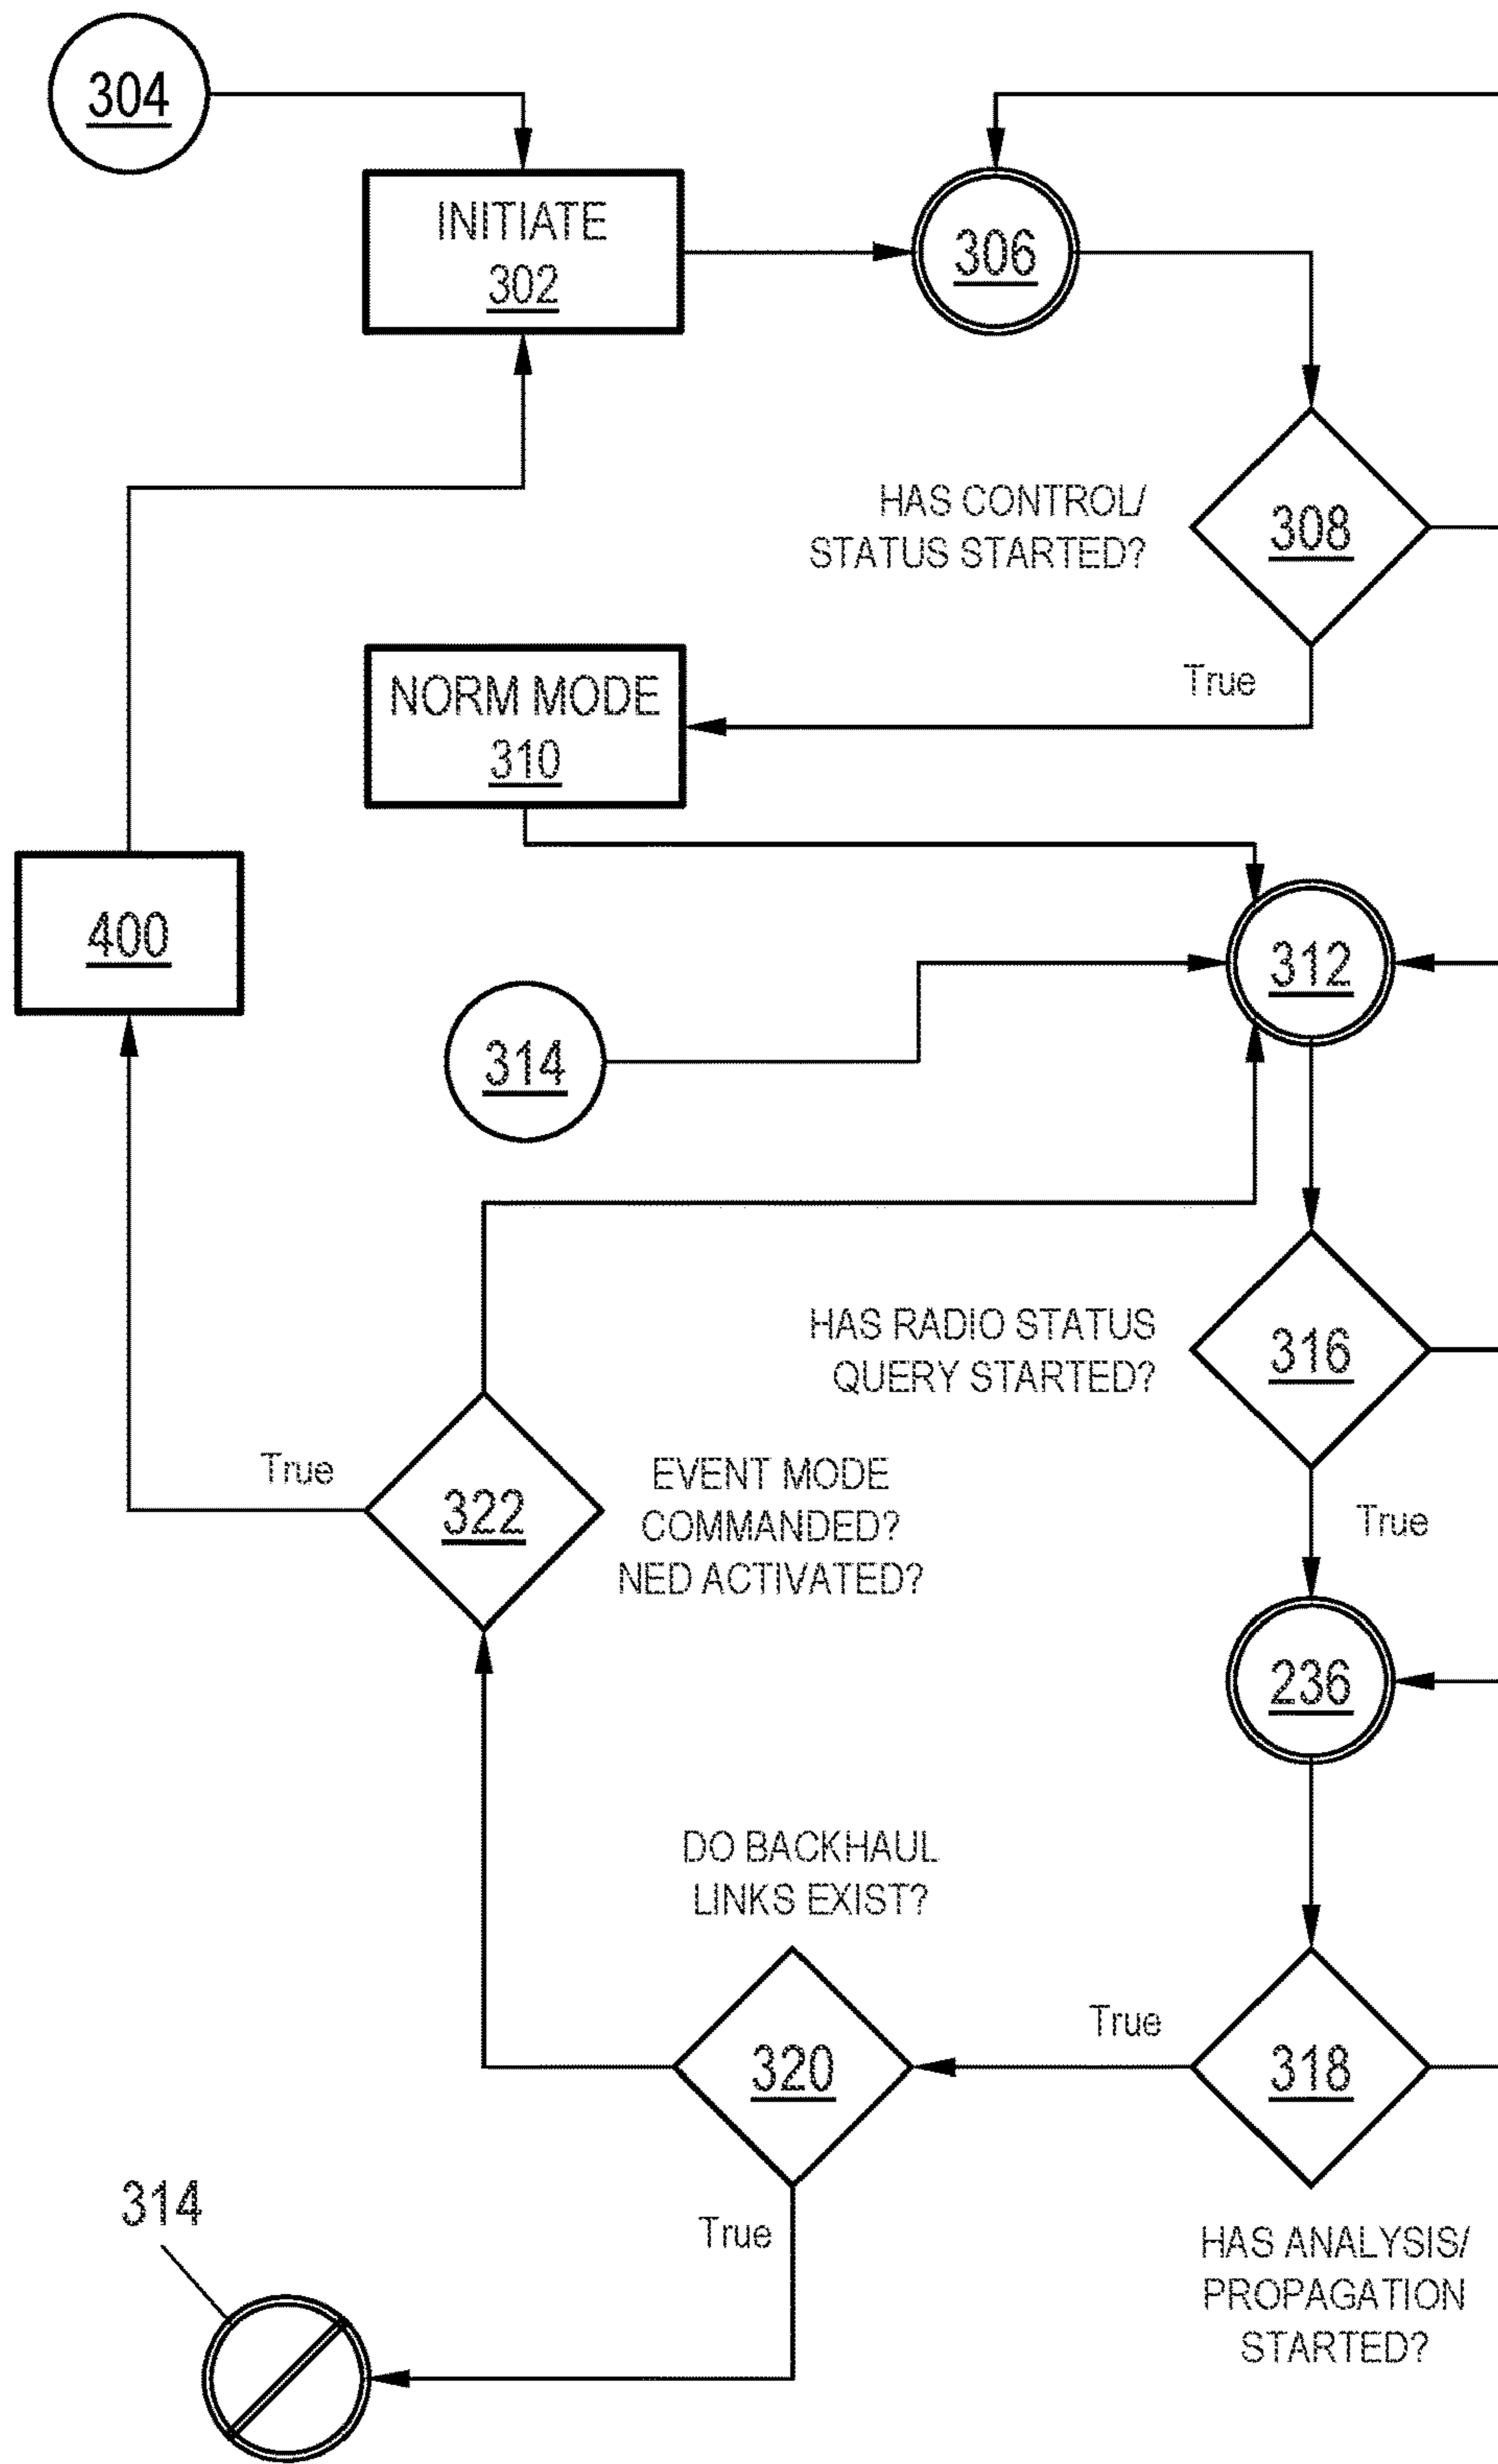 304
INITIATE
302
306
HAS CONTROL/
STATUS STARTED?
308
True
NORM MODE
310
400
312
314
HAS RADIO STATUS
QUERY STARTED?
316
True
True
322
EVENT MODE
COMMANDED?
NED ACTIVATED?
236
DO BACKHAUL
LINKS EXIST?
True
320
318
314
True
HAS ANALYSIS/
PROPAGATION
STARTED?